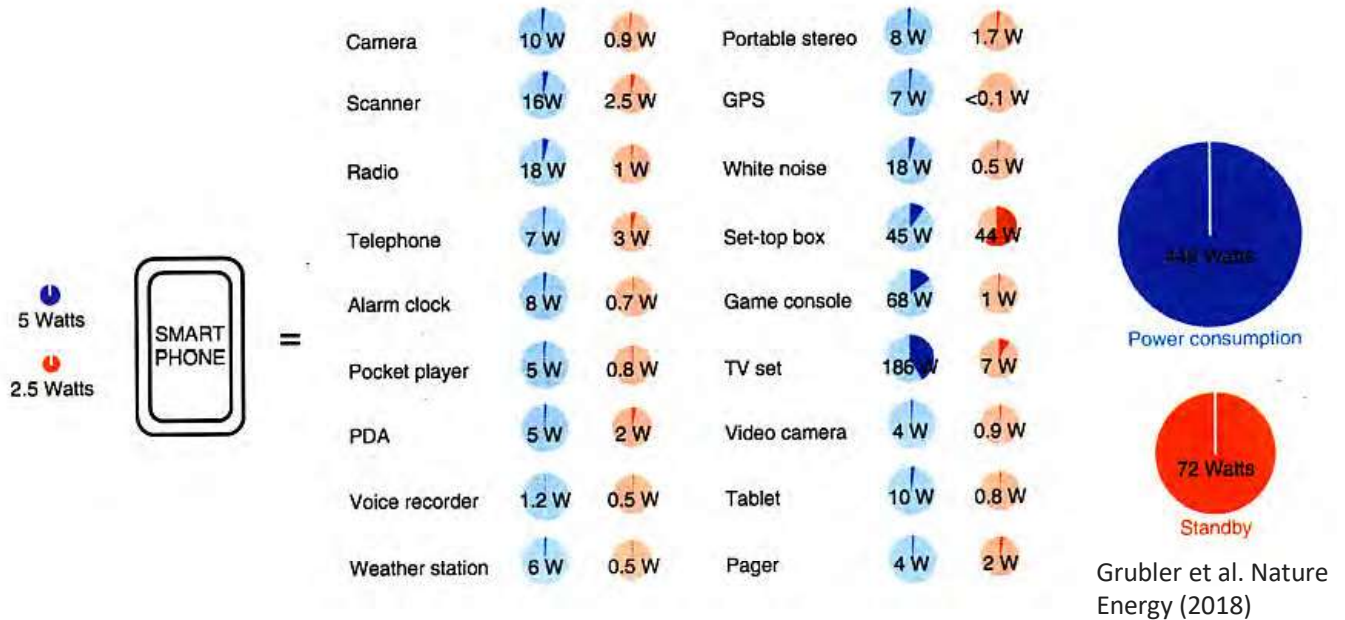 5 Watts
2.5 Watts
SMART
PHONE
=
Camera 10 W 0.9 W
Scanner 16W 2.5 W
Radio 18 W 1 W
Telephone 7 W 3 W
Alarm clock 8 W 0.7 W
Pocket player 5 W 0.8 W
PDA 5 W 2 W
Voice recorder 1.2 W 0.5 W
Weather station 6 W 0.5 W
Portable stereo 8 W 1.7 W
GPS 7 W <0.1 W
White noise 18 W 0.5 W
Set-top box 45 W 44 W
Game console 68 W 1 W
TV set 186 W 7 W
Video camera 4 W 0.9 W
Tablet 10 W 0.8 W
Pager 4 W 2 W
Watts
Power consumption
72 Watts
Standby
Grubler et al. Nature
Energy (2018)